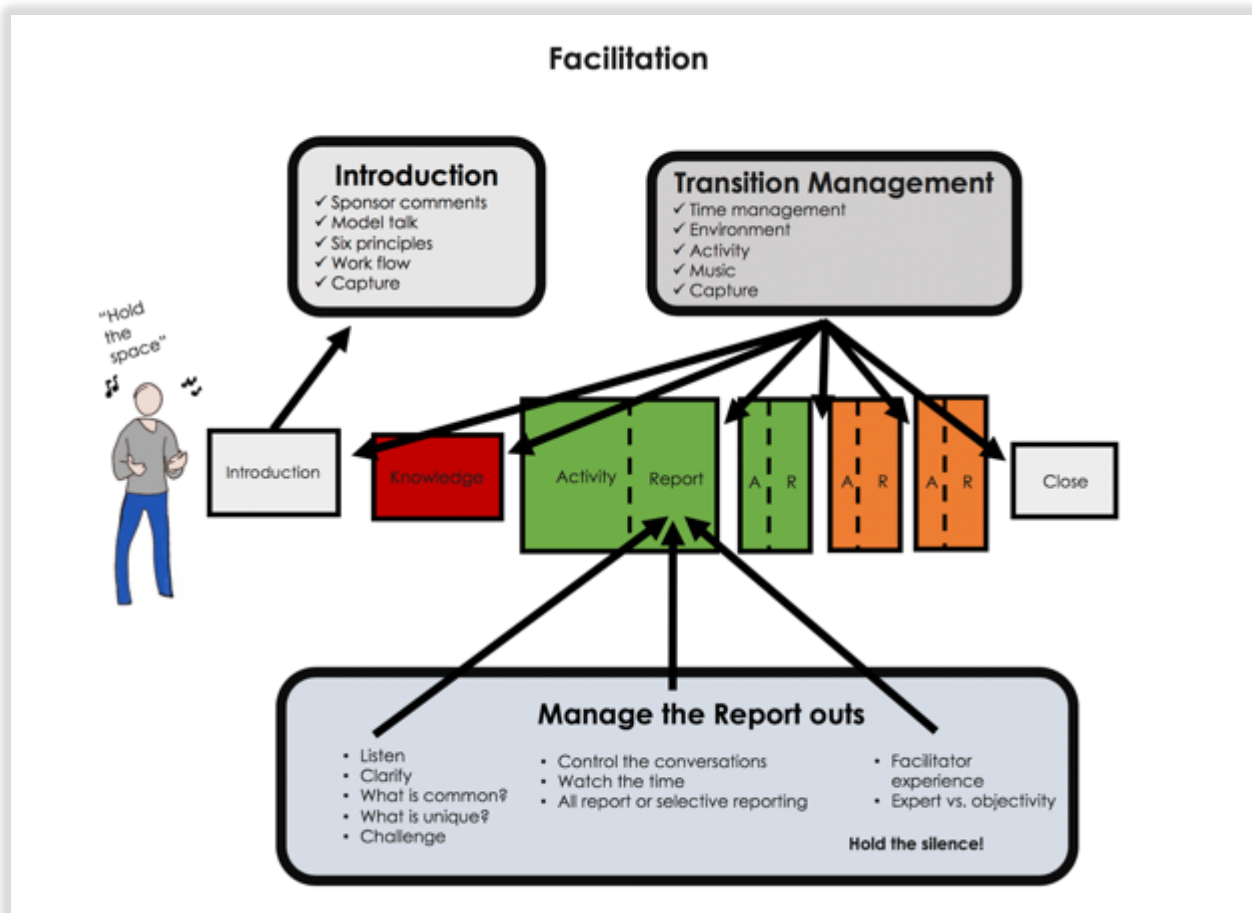 Facilitation
Introduction
✓ Sponsor comments
✓ Model talk
✓ Six principles
✓ Work flow
✓ Capture
Transition Management
✓ Time management
✓ Environment
✓ Activity
✓ Music
✓ Capture
"Hold
the
space"
Introduction
Knowledge
Activity
Report
A R
A R
A R
Close
Manage the Report outs
• Listen
• Clarify
• What is common?
• What is unique?
• Challenge
• Control the conversations
• Watch the time
• All report or selective reporting
• Facilitator
experience
• Expert vs. objectivity
Hold the silence!